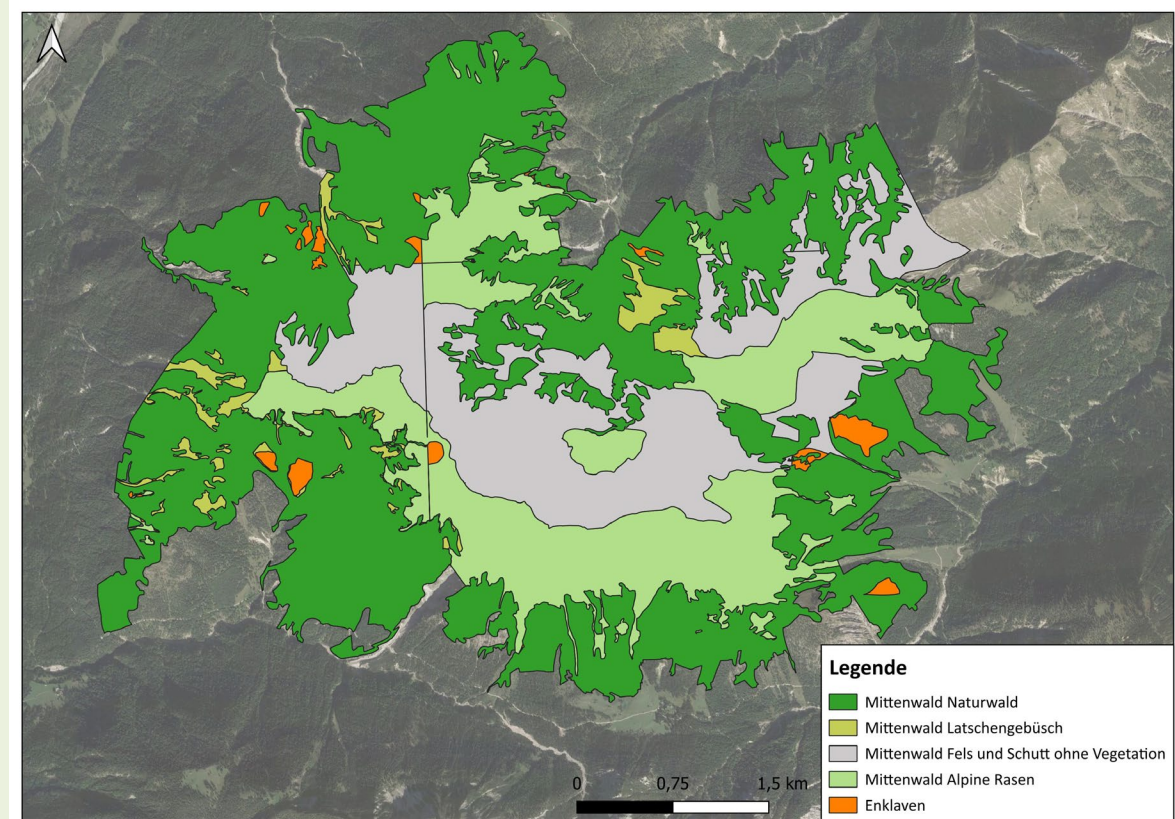 Legende
Mittenwald Naturwald
Mittenwald Latschengebüsch
Mittenwald Fels und Schutt ohne Vegetation
Mittenwald Alpine Rasen
Enklaven
0 0,75 1,5 km